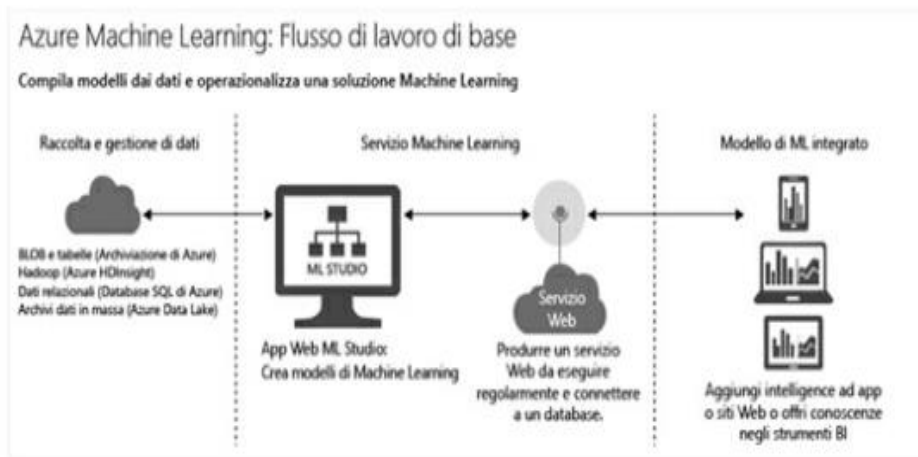 Azure Machine Learning: Flusso di lavoro di base
Compila modelli dai dati e operazionalizza una soluzione Machine Learning
Raccolta e gestione di dati
BLOB e tabelle (Archiviazione di Azure)
Hadoop (Azure HDInsight)
Dati relazionali (Database SQL di Azure)
Archivi dati in massa (Azure Data Lake)
Servizio Machine Learning
ML STUDIO
App Web ML Studio:
Crea modelli di Machine Learning
Servizio
Web
Produrre un servizio
Web da eseguire
regolarmente e connettere
a un database.
Modello di ML integrato
Aggiungi intelligence ad app
o siti Web o offri conoscenze
negli strumenti BI